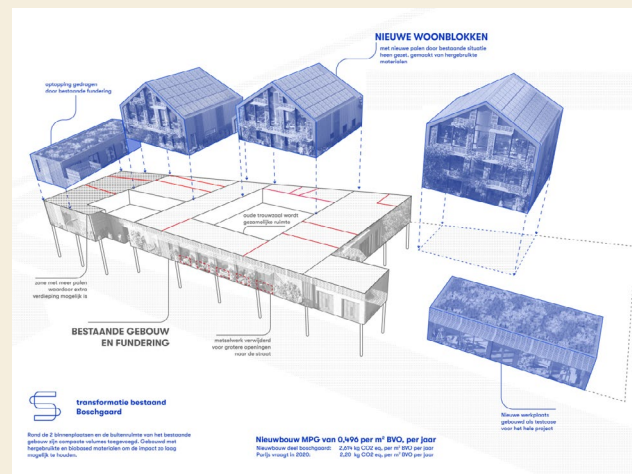 NIEUWE WOONBLOKKEN
met nieuwe palen door bestaande situatie
heen gezet. gemaakt van hergebruikte
materialen
optopping gedragen
door bestaande fundering
oude trouwzaal wordt
gezamelijke ruimte
zone met meer palen
waardoor extra
verdieping mogelijk is
BESTAANDE GEBOUW
EN FUNDERING
metselwerk verwijderd
voor grotere openingen
naar de straat
Nieuwe werkplaats
gebouwd als testcase
voor het hele project
transformatie bestaand
Boschgaard
Rond de 2 binnenplaatsen en de buitenruimte van het bestaande
gebouw zijn compacte volumes toegevoegd. Gebouwd met
hergebruikte en biobased materialen om de impact zo laag
mogelijk te houden.
Nieuwbouw MPG van 0,496 per m² BVO, per jaar
Nieuwbouw deel boschgaard: 2,674 kg CO2 eq. per m² BVO per jaar
Parijs vraagt in 2020. 2,20 kg CO2 eq. per m² BVO per jaar